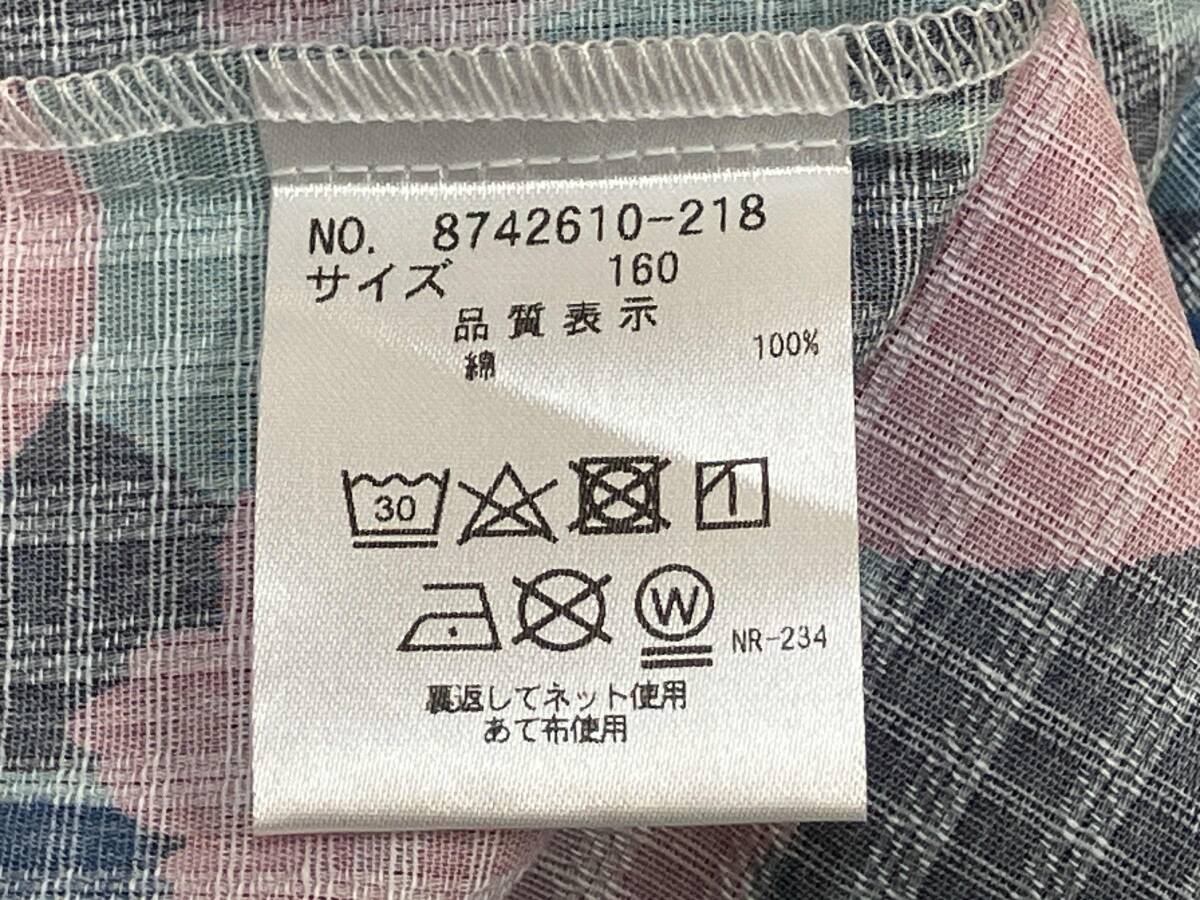 NO. 8742610-218
サイズ 160
品質表示
綿 100%
30
W NR-234
裏返してネット使用
あて布使用